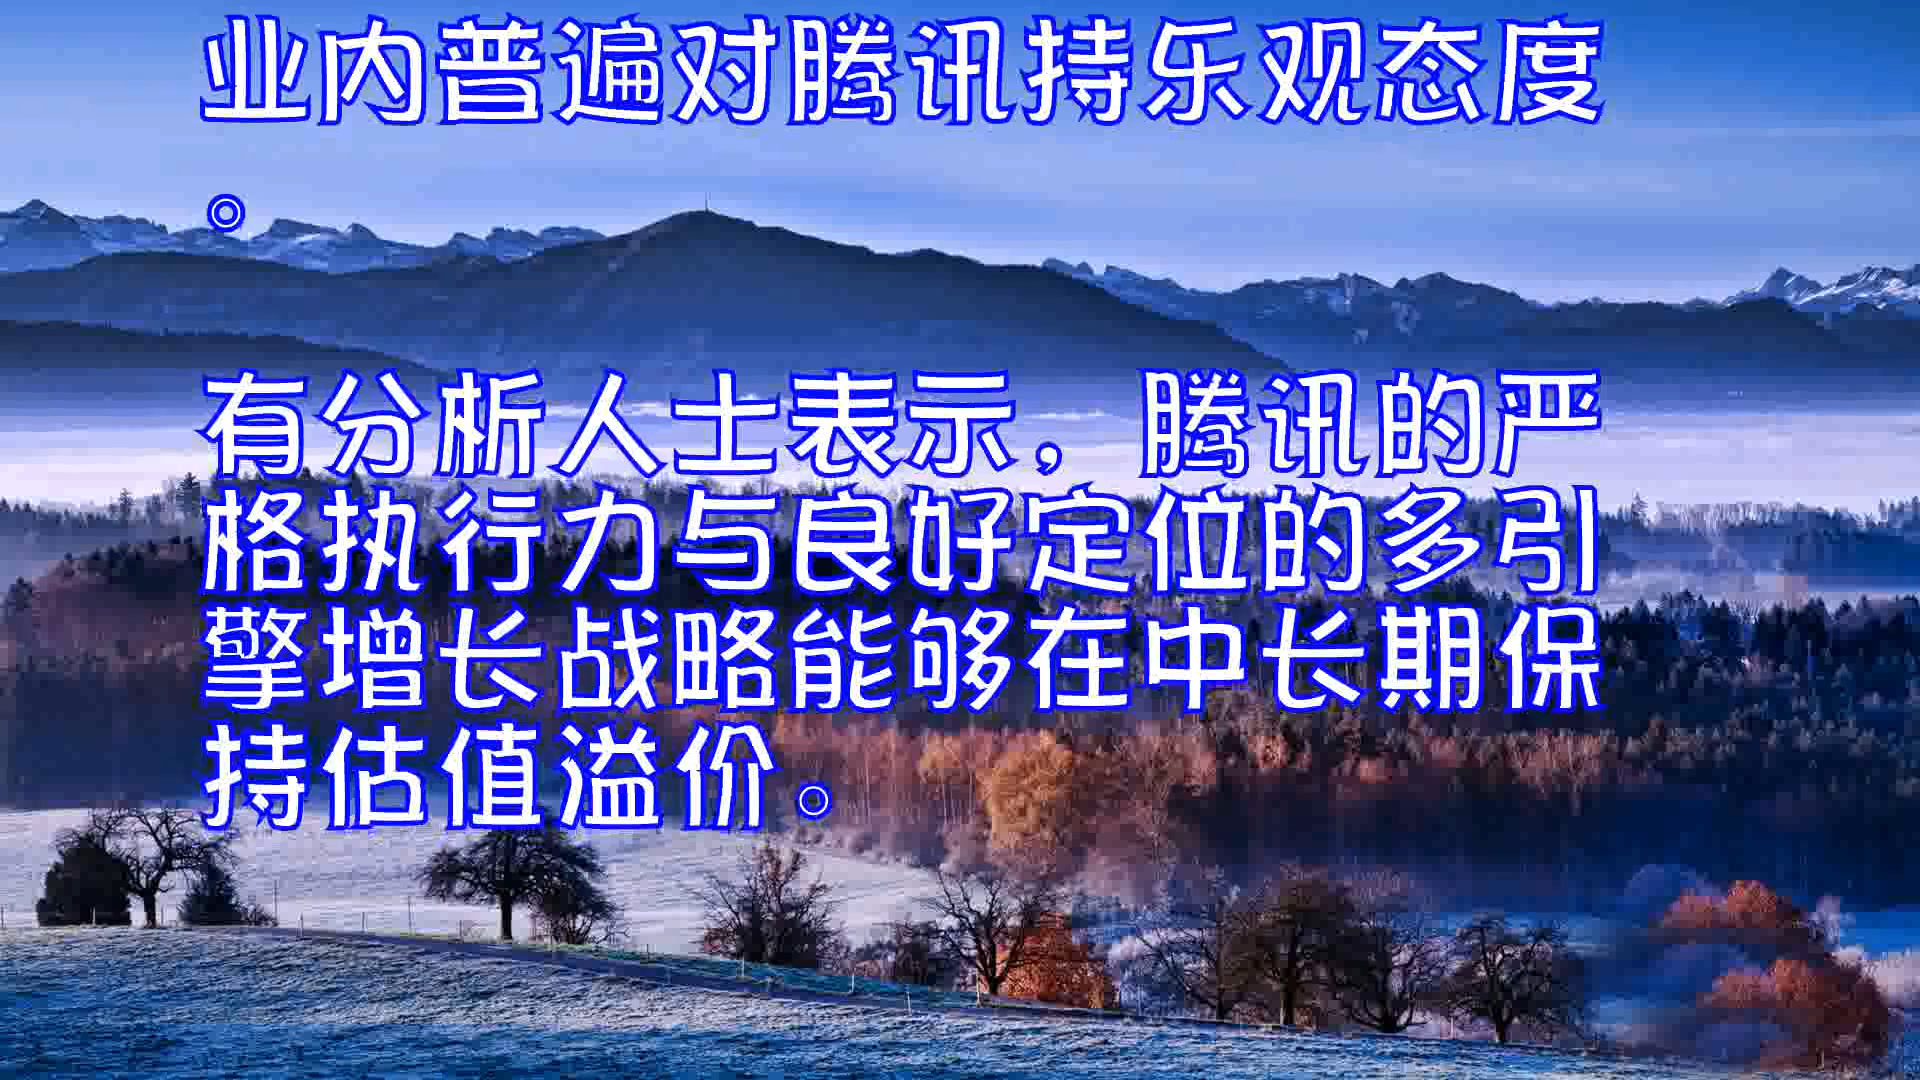 业内普遍对腾讯持乐观态度
。
有分析人士表示，腾讯的严
格执行力与良好定位的多引
擎增长战略能够在中长期保
持估值溢价。